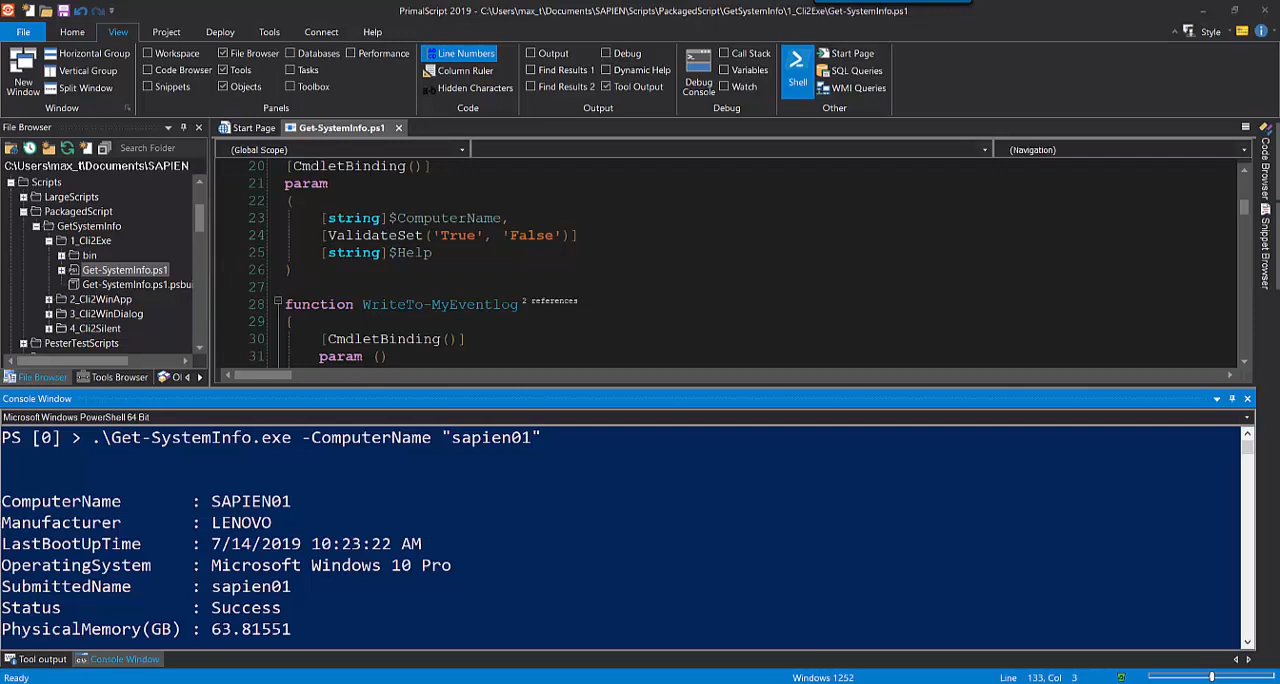 PrimalScript 2019 - C:\Users\max_t\Documents\SAPIEN\Scripts\PackagedScript\GetSystemInfo\1_Cli2Exe\Get-SystemInfo.ps1
File Home View Project Deploy Tools Connect Help Style
New Window
Horizontal Group
Vertical Group
Split Window
Window
Workspace File Browser Databases Performance
Code Browser Tools Tasks
Snippets Objects Toolbox
Panels
Line Numbers
Column Ruler
Hidden Characters
Code
Output Debug
Find Results 1 Dynamic Help
Find Results 2 Tool Output
Output
Debug Console
Call Stack
Variables
Watch
Debug
Shell
Start Page
SQL Queries
WMI Queries
Other
File Browser
Search Folder
C:\Users\max_t\Documents\SAPIEN
Scripts
LargeScripts
PackagedScript
GetSystemInfo
1_Cli2Exe
bin
Get-SystemInfo.ps1
Get-SystemInfo.ps1.psbu
2_Cli2WinApp
3_Cli2WinDialog
4_Cli2Silent
PesterTestScripts
File Browser Tools Browser Ol
Start Page Get-SystemInfo.ps1
(Global Scope) (Navigation)
20 [CmdletBinding()]
21 param
22 (
23 [string]$ComputerName,
24 [ValidateSet('True', 'False')]
25 [string]$Help
26 )
27
28 function WriteTo-MyEventlog 2 references
29 {
30 [CmdletBinding()]
31 param ()
Code Browser
Snippet Browser
Console Window
Microsoft Windows PowerShell 64 Bit
PS [0] > .\Get-SystemInfo.exe -ComputerName "sapien01"
ComputerName : SAPIEN01
Manufacturer : LENOVO
LastBootUpTime : 7/14/2019 10:23:22 AM
OperatingSystem : Microsoft Windows 10 Pro
SubmittedName : sapien01
Status : Success
PhysicalMemory(GB) : 63.81551
Tool output Console Window
Ready Windows 1252 Line 133, Col 3